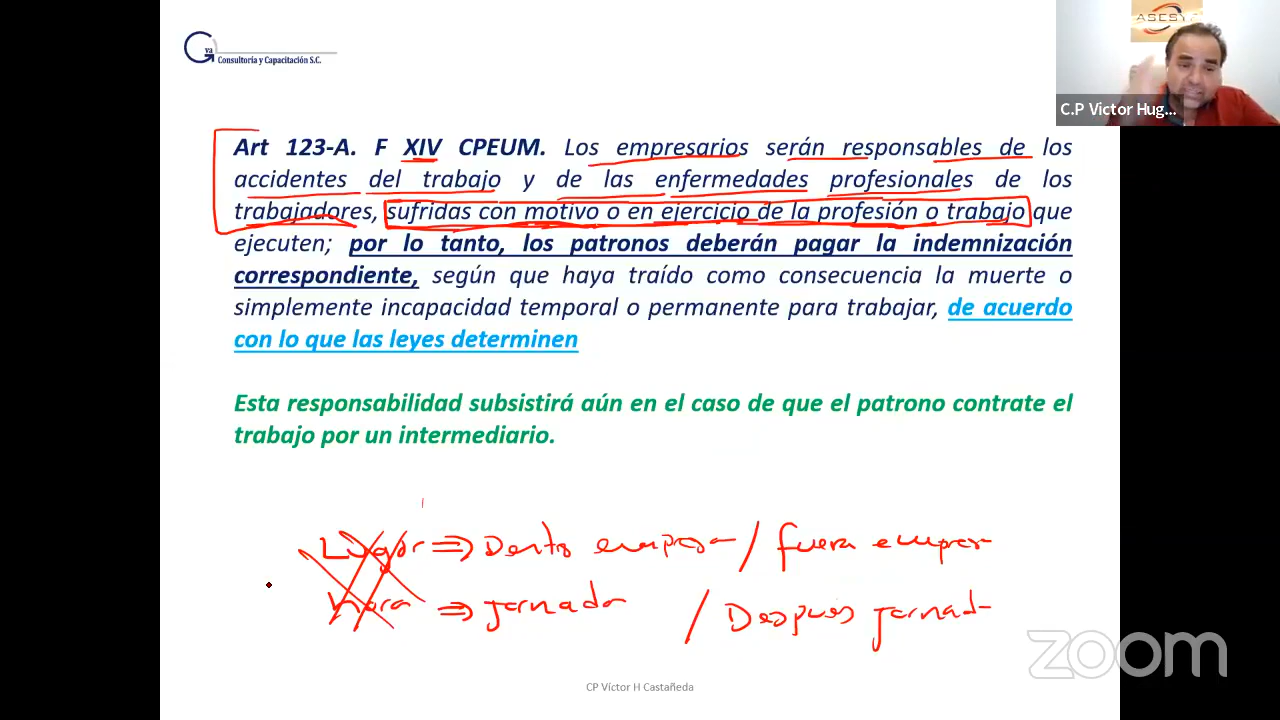 Gva
Consultoría y Capacitación S.C.
ASESY
C.P Victor Hug...
Art 123-A. F XIV CPEUM. Los empresarios serán responsables de los
accidentes del trabajo y de las enfermedades profesionales de los
trabajadores, sufridas con motivo o en ejercicio de la profesión o trabajo que
ejecuten; por lo tanto, los patronos deberán pagar la indemnización
correspondiente, según que haya traído como consecuencia la muerte o
simplemente incapacidad temporal o permanente para trabajar, de acuerdo
con lo que las leyes determinen
Esta responsabilidad subsistirá aún en el caso de que el patrono contrate el
trabajo por un intermediario.
Lugar ⇒ Dentro empresa / fuera empresa
hora ⇒ jornada / Despues jornada
zoom
CP Víctor H Castañeda